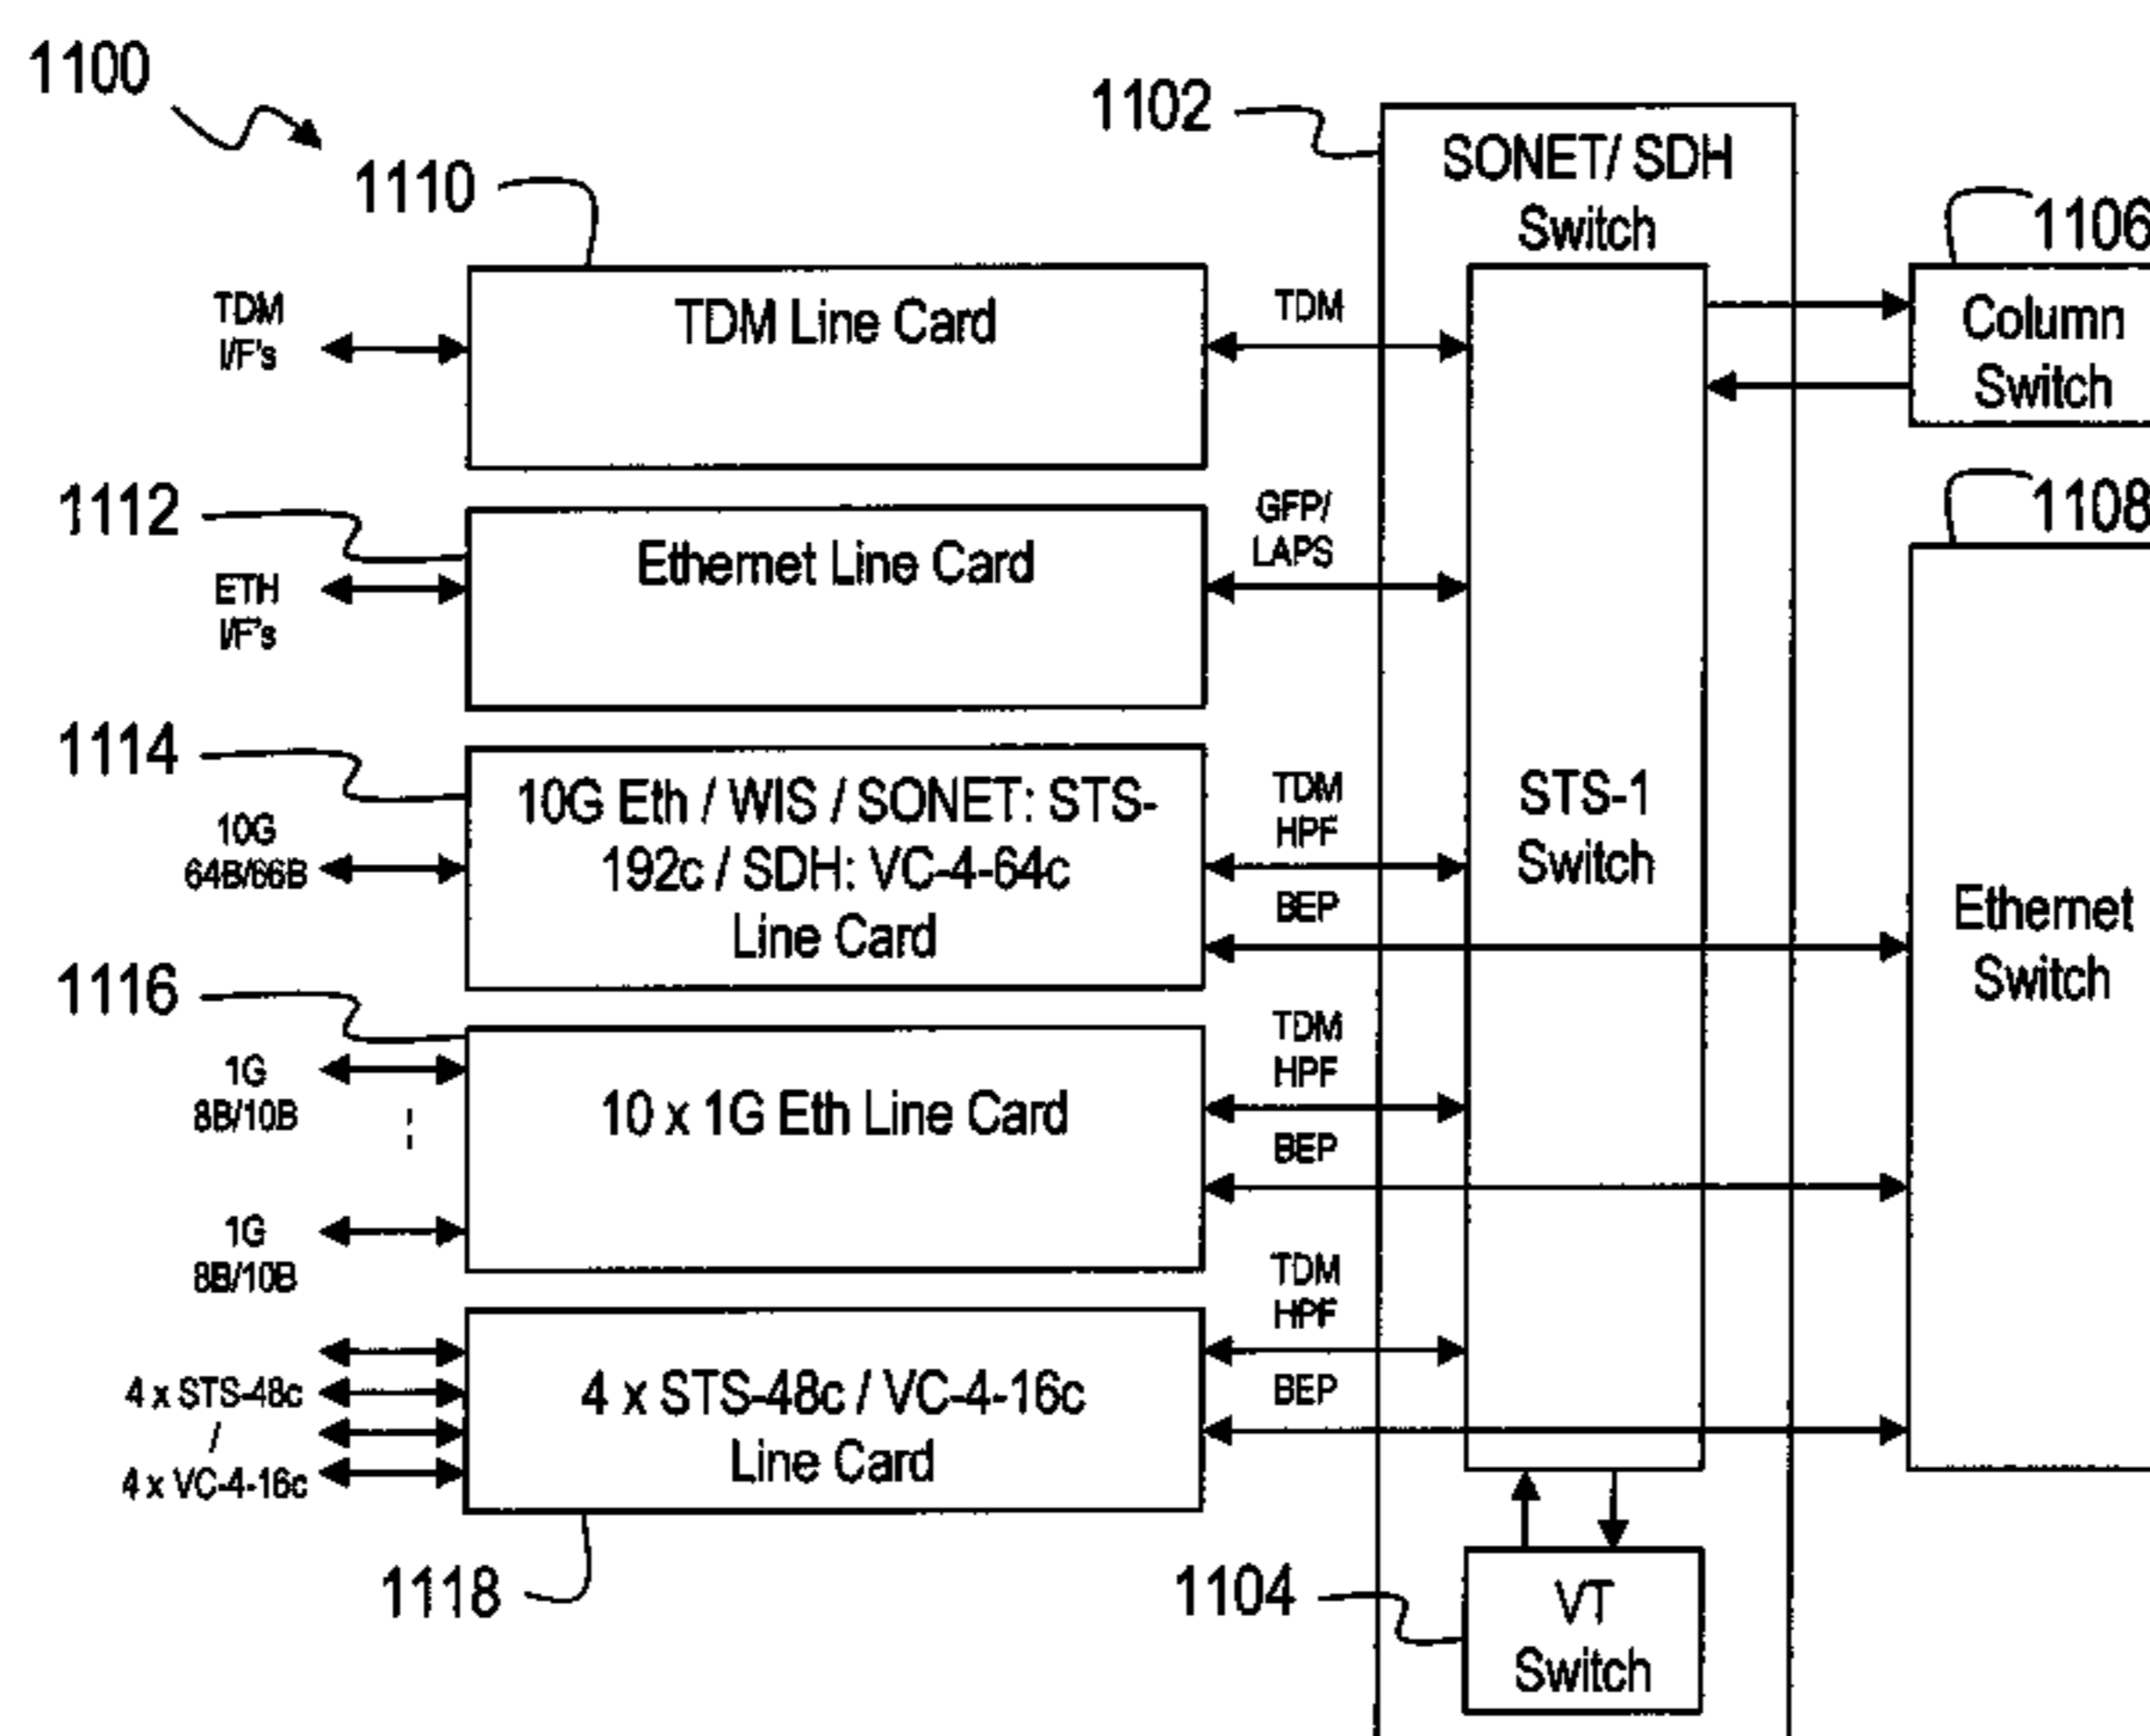 1100
1102
SONET/ SDH
Switch
1110
1106
TDM
I/F's
TDM Line Card
TDM
Column
Switch
1112
GFP/
LAPS
1108
ETH
I/F's
Ethernet Line Card
1114
10G
64B/66B
10G Eth / WIS / SONET: STS-
192c / SDH: VC-4-64c
Line Card
TDM
HPF
BEP
STS-1
Switch
Ethernet
Switch
1116
1G
8B/10B
10 x 1G Eth Line Card
TDM
HPF
BEP
1G
8B/10B
TDM
HPF
BEP
4 x STS-48c
/
4 x VC-4-16c
4 x STS-48c / VC-4-16c
Line Card
1118
1104
VT
Switch